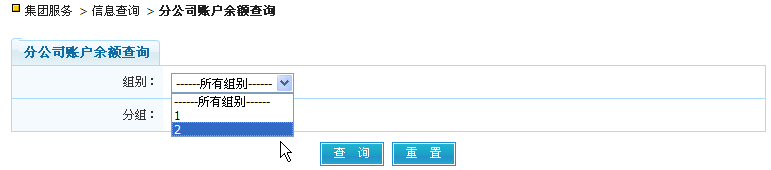 集团服务 > 信息查询 > 分公司账户余额查询
分公司账户余额查询
组别： ------所有组别------
------所有组别------
分组： 1
2
查 询 重 置